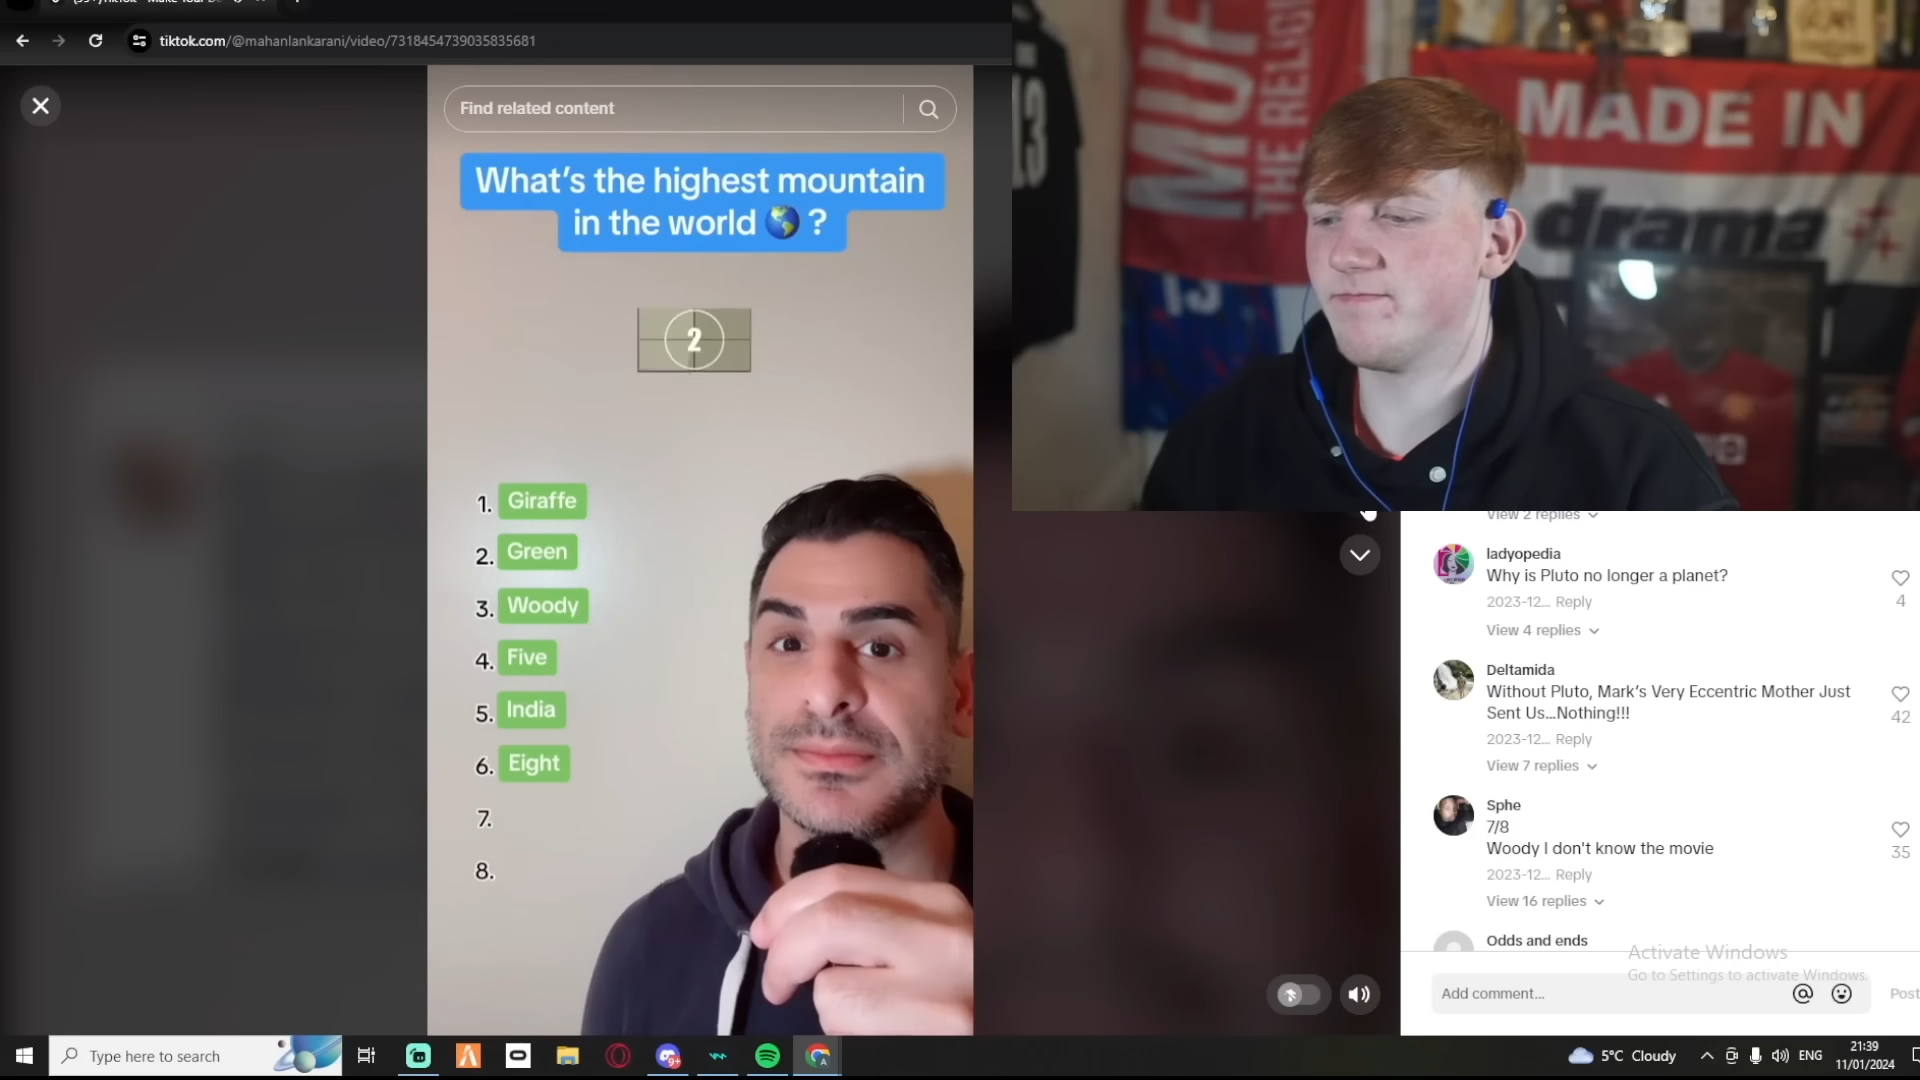 tiktok.com/@mahanlankarani/video/7318454739035835681
Find related content
What's the highest mountain
in the world 🌎 ?
2
1. Giraffe
2. Green
3. Woody
4. Five
5. India
6. Eight
7.
8.
MADE IN
THE RELIGI
drama
13
13
View 2 replies
ladyopedia
Why is Pluto no longer a planet?
4
2023-12... Reply
View 4 replies
Deltamida
Without Pluto, Mark's Very Eccentric Mother Just
Sent Us...Nothing!!!
42
2023-12... Reply
View 7 replies
Sphe
7/8
Woody I don't know the movie
35
2023-12... Reply
View 16 replies
Odds and ends
Activate Windows
Go to Settings to activate Windows.
Add comment...
Post
Type here to search
9+
5°C Cloudy
ENG
21:39
11/01/2024